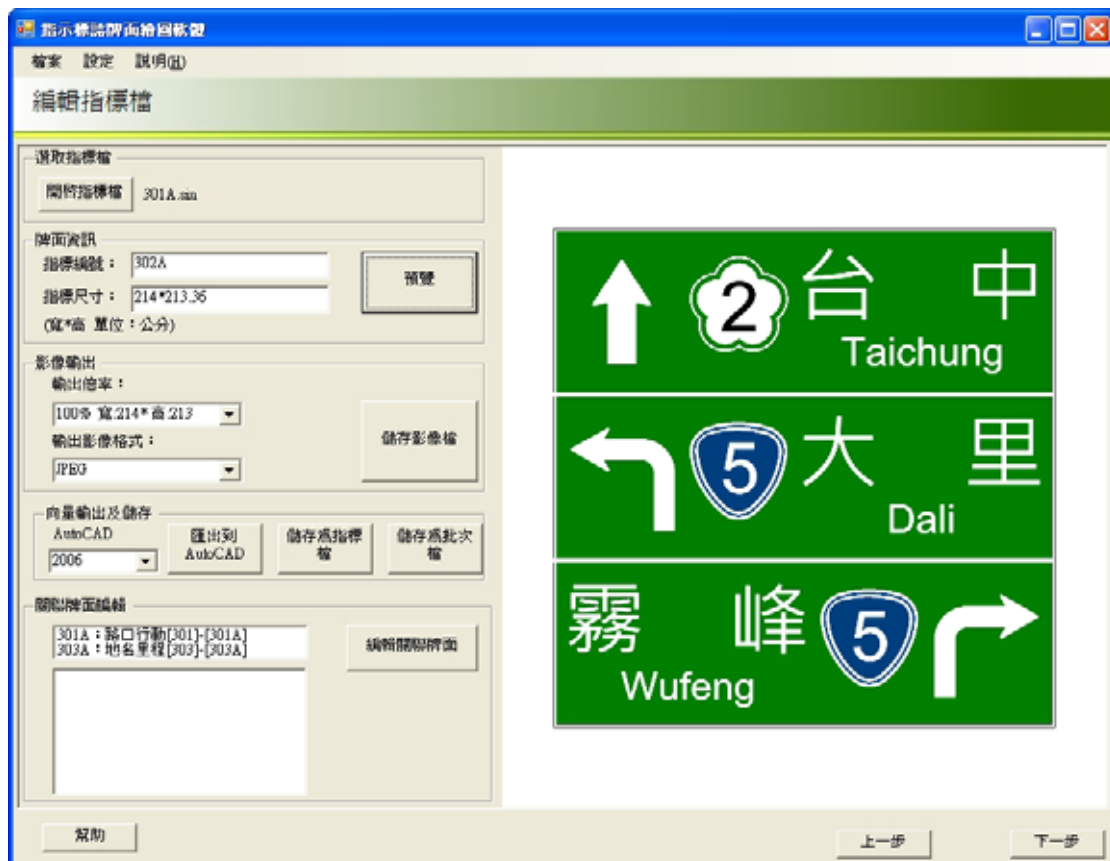 指示標誌牌面繪圖軟體
檔案 設定 說明(H)
編輯指標檔
選取指標檔
開啟指標檔 301A.sin
牌面資訊
指標編號： 302A
指標尺寸： 214*213.36
(寬*高 單位：公分)
預覽
影像輸出
輸出倍率：
100% 寬:214* 高:213
輸出影像格式：
JPEG
儲存影像檔
向量輸出及儲存
AutoCAD
2006
匯出到
AutoCAD
儲存為指標
檔
儲存為批次
檔
關聯牌面編輯
301A：路口行動[301]-[301A]
303A：地名里程[303]-[303A]
編輯關聯牌面
2 台中
Taichung
5 大里
Dali
霧峰 5
Wufeng
幫助 上一步 下一步